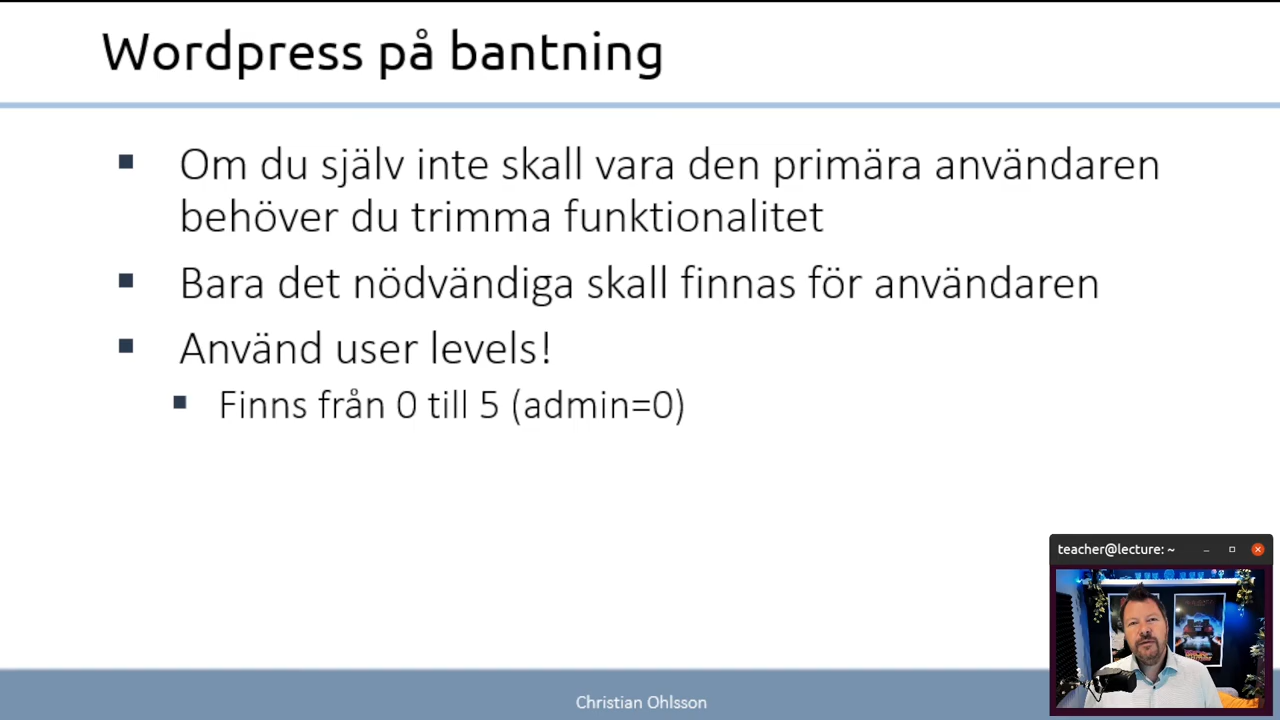 Wordpress på bantning
Om du själv inte skall vara den primära användaren
behöver du trimma funktionalitet
Bara det nödvändiga skall finnas för användaren
Använd user levels!
Finns från 0 till 5 (admin=0)
teacher@lecture: ~
Christian Ohlsson